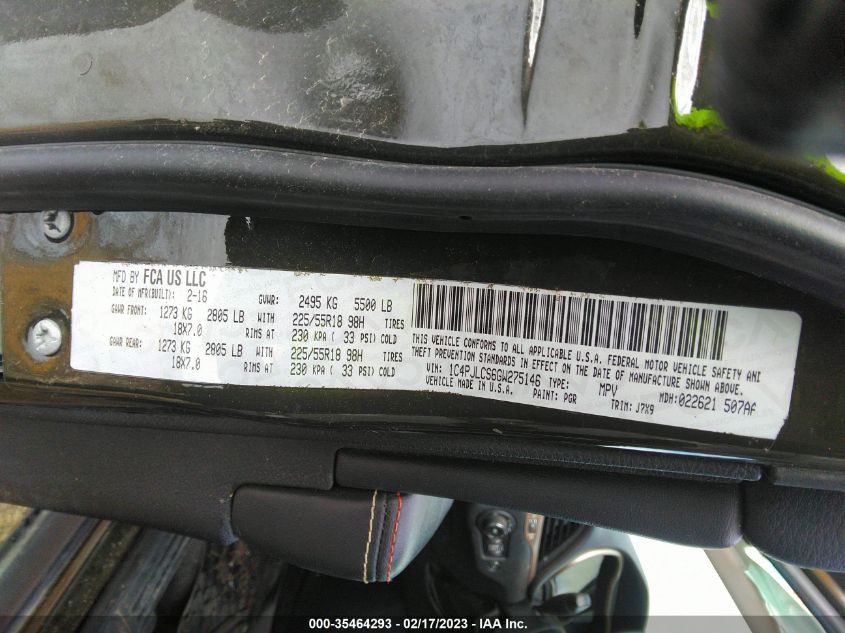 MFD BY FCA US LLC
DATE OF MFR(BUILT): 2-16 GVWR: 2495 KG 5500 LB
GAWR FRONT: 1273 KG 2805 LB WITH 225/55R18 98H TIRES
18X7.0 RIMS AT 230 KPA ( 33 PSI) COLD
GAWR REAR: 1273 KG 2805 LB WITH 225/55R18 98H TIRES
18X7.0 RIMS AT 230 KPA ( 33 PSI) COLD
THIS VEHICLE CONFORMS TO ALL APPLICABLE U.S.A. FEDERAL MOTOR VEHICLE SAFETY AND
THEFT PREVENTION STANDARDS IN EFFECT ON THE DATE OF MANUFACTURE SHOWN ABOVE.
VIN: 1C4PJLCS6GW275146 TYPE: MPV MDH: 022621 507AF
VEHICLE MADE IN U.S.A. PAINT: PGR TRIM: J7X9
000-35464293 - 02/17/2023 - IAAI.COM